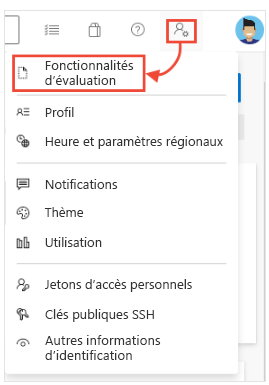 Fonctionnalités
d’évaluation
Profil
Heure et paramètres régionaux
Notifications
Thème
Utilisation
Jetons d’accès personnels
Clés publiques SSH
Autres informations
d’identification